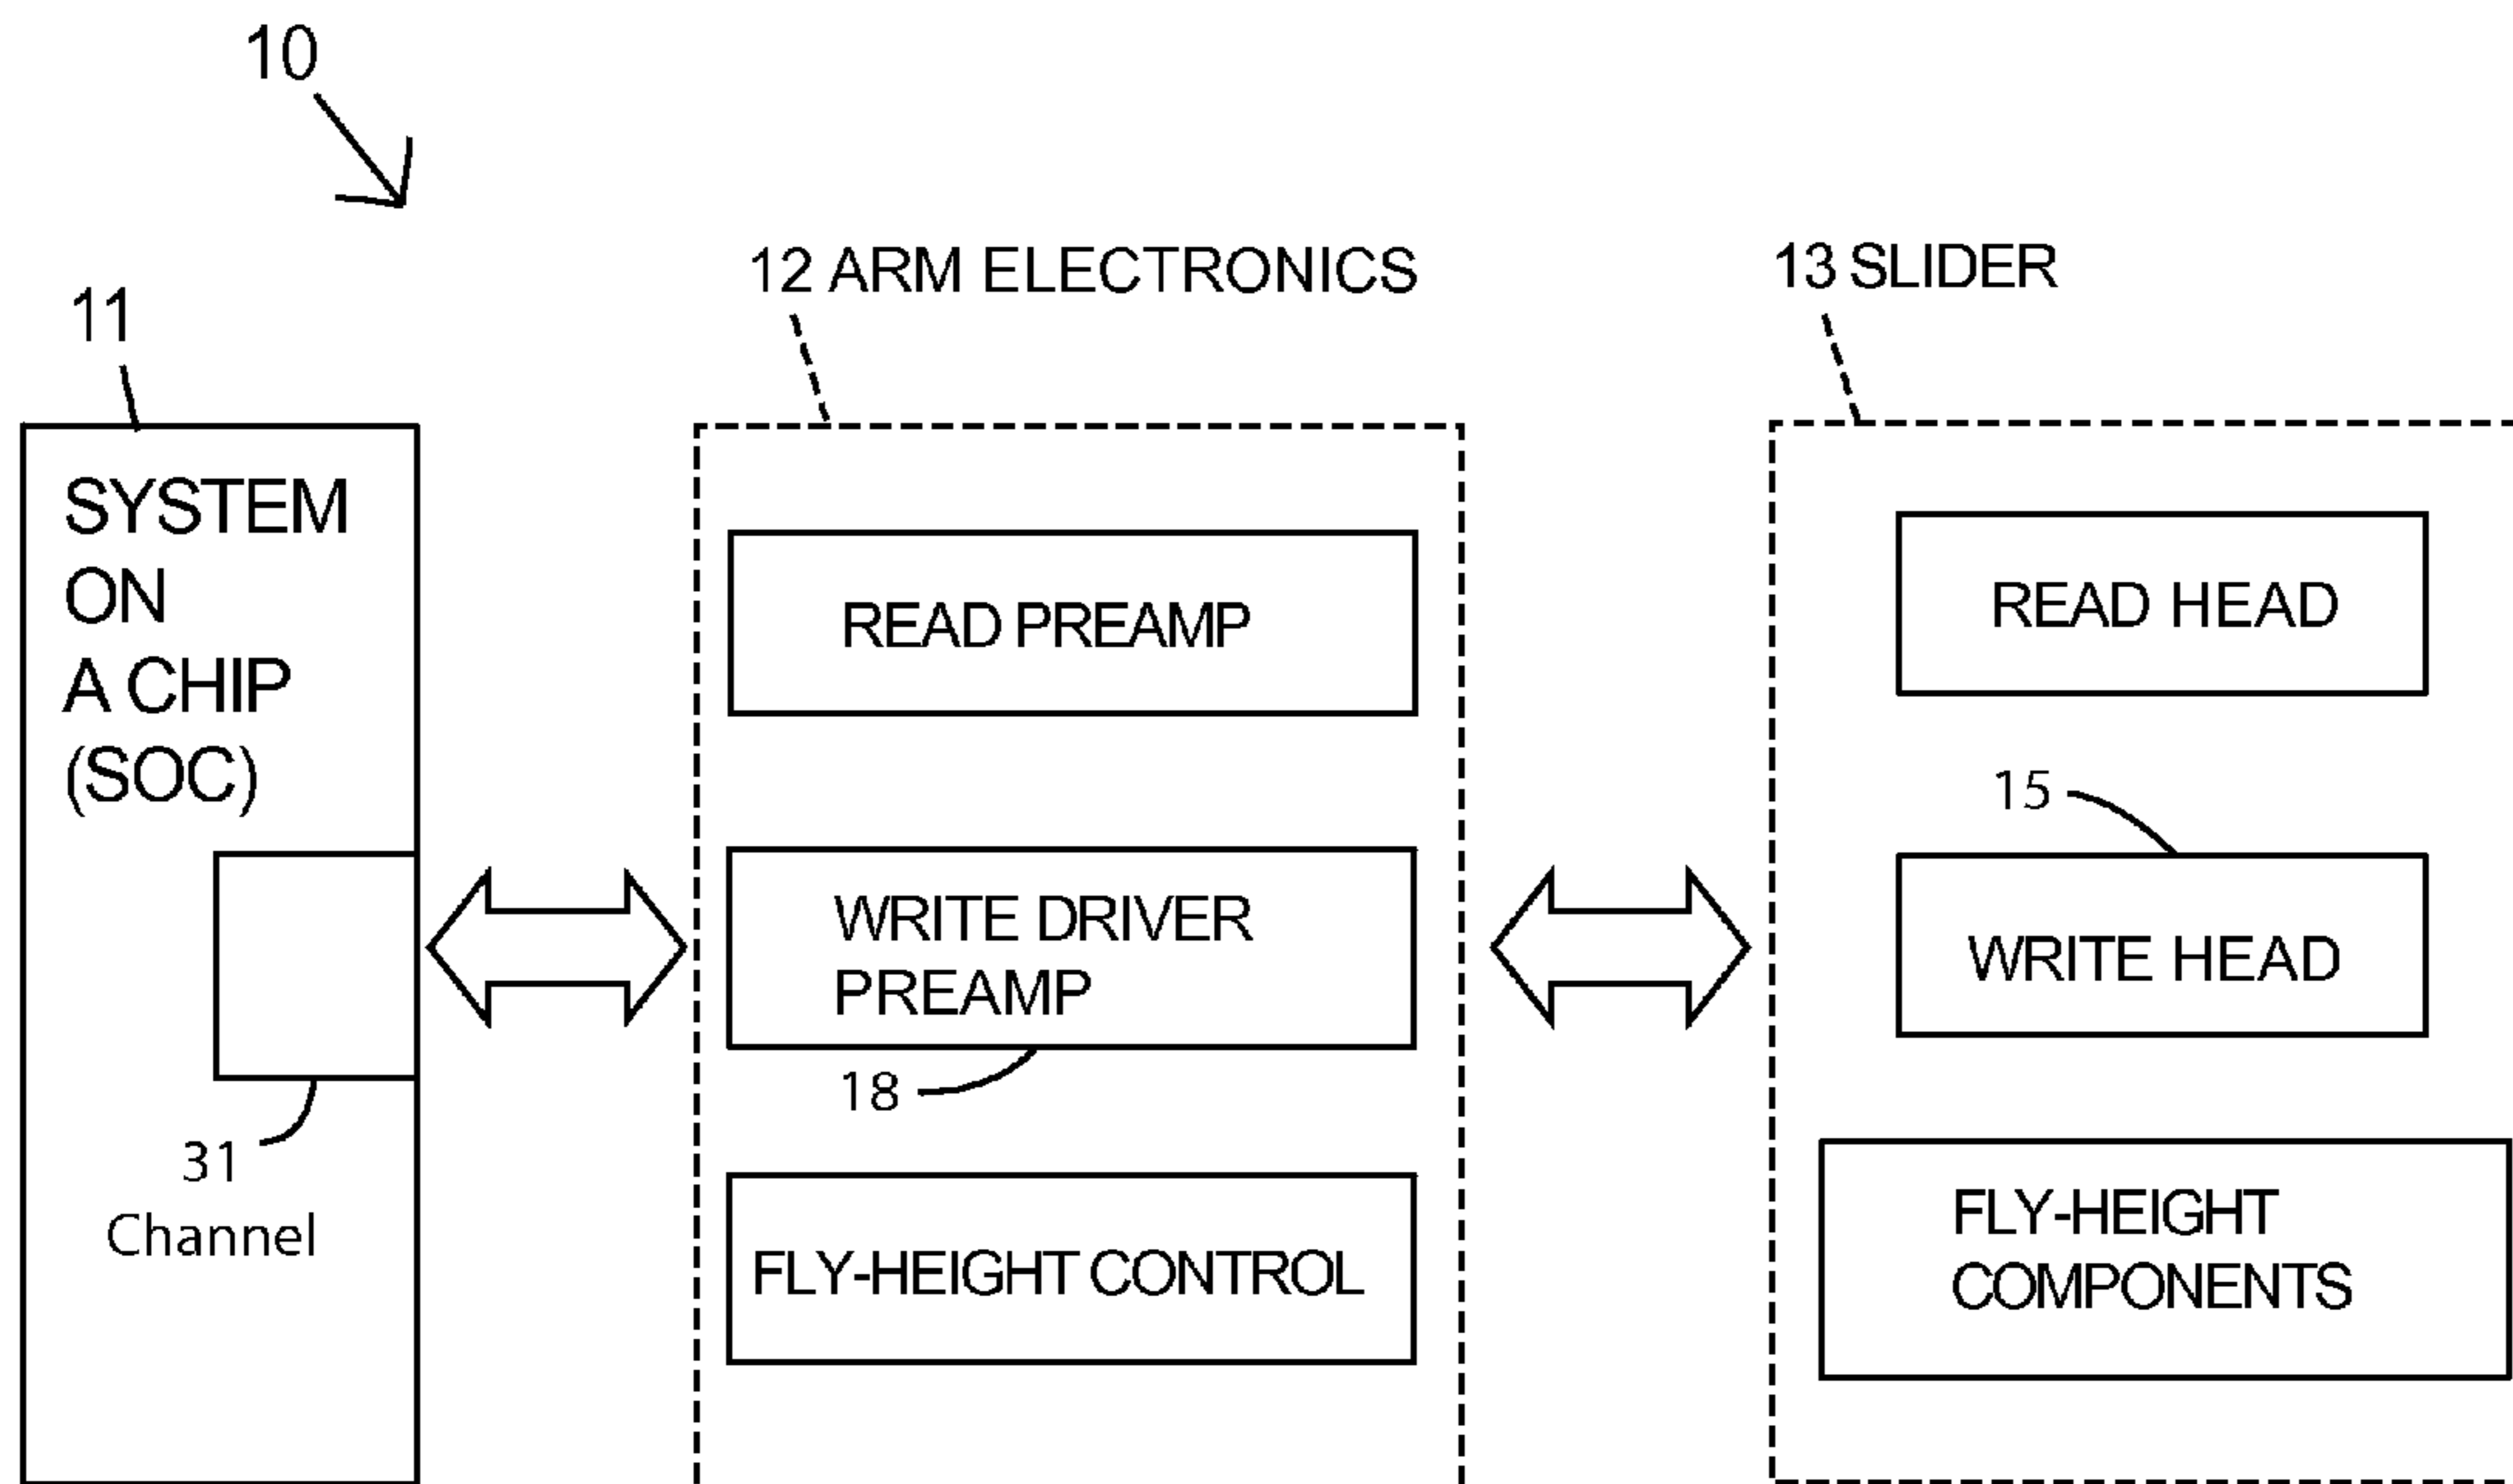 10
11
12 ARM ELECTRONICS
13 SLIDER
SYSTEM
ON
A CHIP
(SOC)
31
Channel
READ PREAMP
WRITE DRIVER
PREAMP
18
FLY-HEIGHT CONTROL
READ HEAD
15
WRITE HEAD
FLY-HEIGHT
COMPONENTS